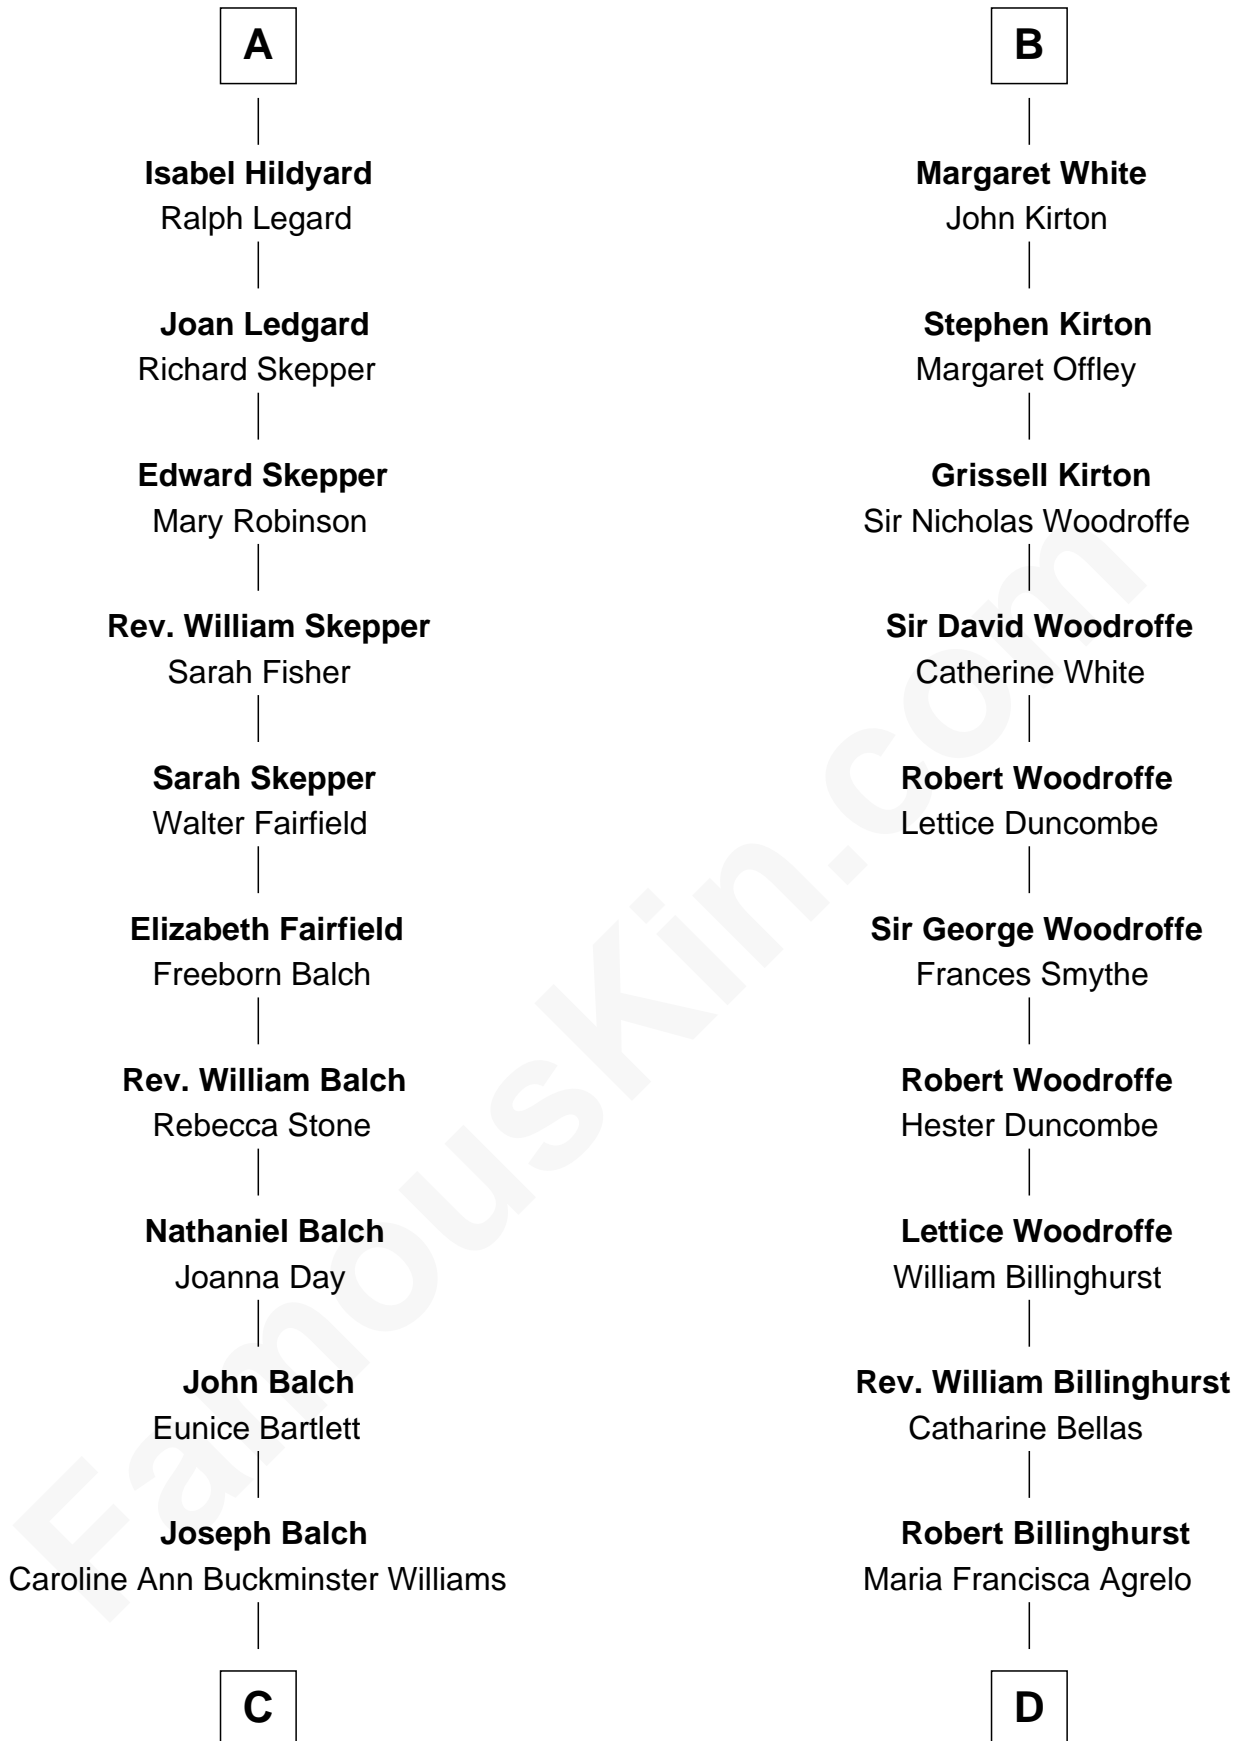 A
Isabel Hildyard
Ralph Legard
Joan Ledgard
Richard Skepper
Edward Skepper
Mary Robinson
Rev. William Skepper
Sarah Fisher
Sarah Skepper
Walter Fairfield
Elizabeth Fairfield
Freeborn Balch
Rev. William Balch
Rebecca Stone
Nathaniel Balch
Joanna Day
John Balch
Eunice Bartlett
Joseph Balch
Caroline Ann Buckminster Williams
C
B
Margaret White
John Kirton
Stephen Kirton
Margaret Offley
Grissell Kirton
Sir Nicholas Woodroffe
Sir David Woodroffe
Catherine White
Robert Woodroffe
Lettice Duncombe
Sir George Woodroffe
Frances Smythe
Robert Woodroffe
Hester Duncombe
Lettice Woodroffe
William Billinghurst
Rev. William Billinghurst
Catharine Bellas
Robert Billinghurst
Maria Francisca Agrelo
D
FamousKin.com